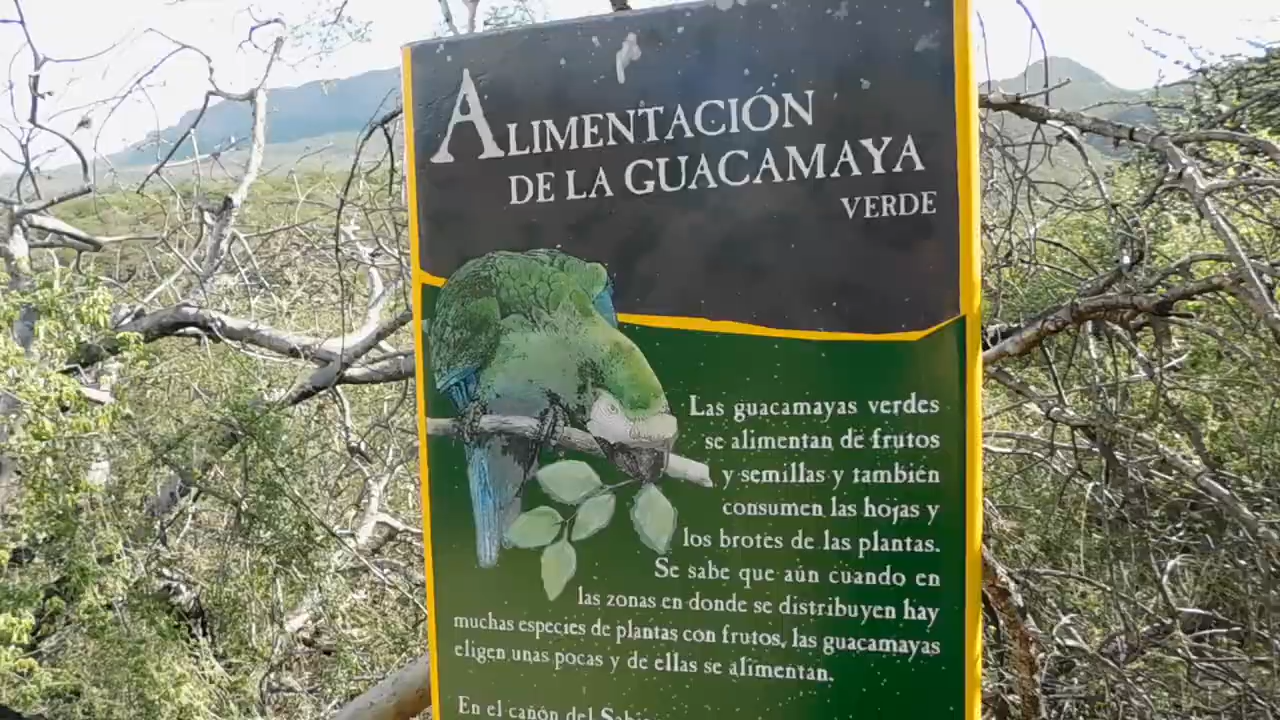 ALIMENTACIÓN
DE LA GUACAMAYA
VERDE
Las guacamayas verdes
se alimentan de frutos
y semillas y también
consumen las hojas y
los brotes de las plantas.
Se sabe que aún cuando en
las zonas en donde se distribuyen hay
muchas especies de plantas con frutos, las guacamayas
eligen unas pocas y de ellas se alimentan.
En el cañón del